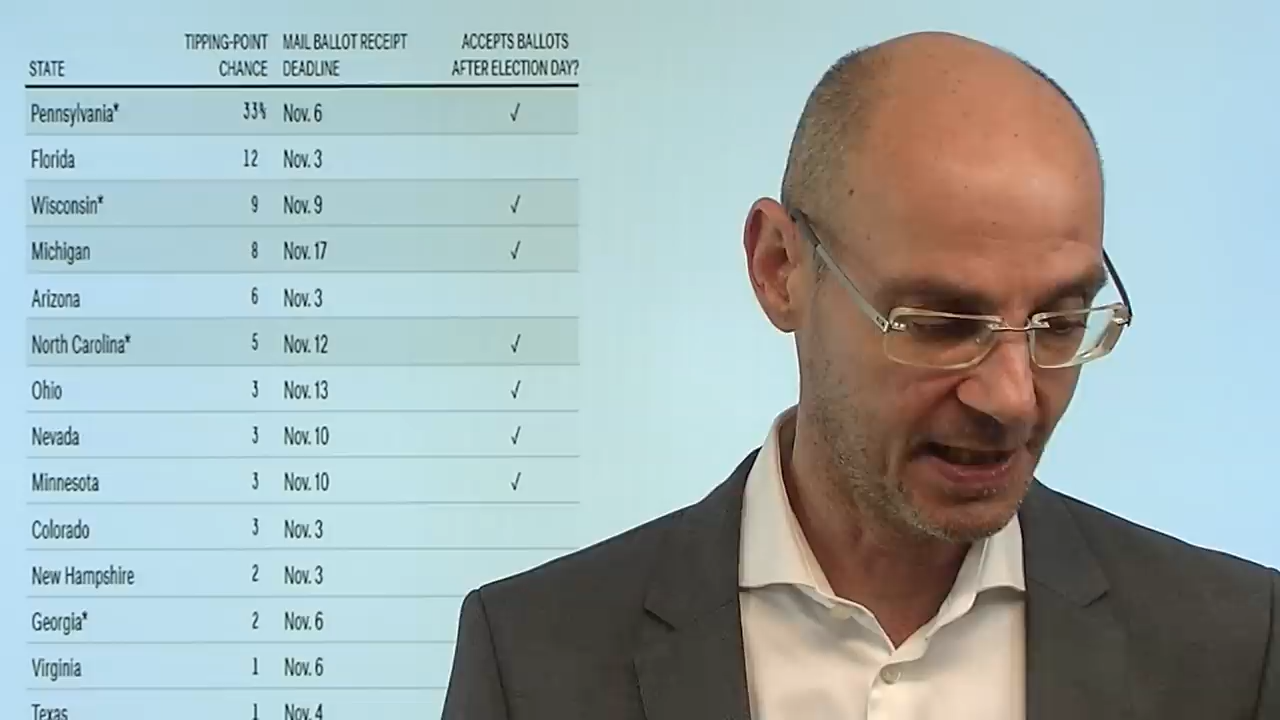 STATE TIPPING-POINT CHANCE MAIL BALLOT RECEIPT DEADLINE ACCEPTS BALLOTS AFTER ELECTION DAY?
Pennsylvania* 33% Nov. 6 ✓
Florida 12 Nov. 3
Wisconsin* 9 Nov. 9 ✓
Michigan 8 Nov. 17 ✓
Arizona 6 Nov. 3
North Carolina* 5 Nov. 12 ✓
Ohio 3 Nov. 13 ✓
Nevada 3 Nov. 10 ✓
Minnesota 3 Nov. 10 ✓
Colorado 3 Nov. 3
New Hampshire 2 Nov. 3
Georgia* 2 Nov. 6
Virginia 1 Nov. 6
Texas 1 Nov. 4